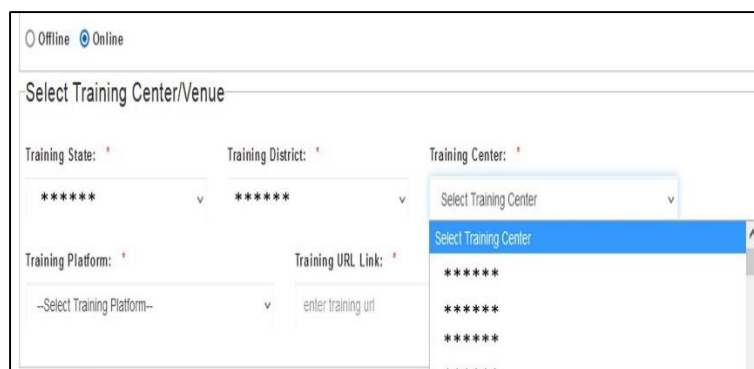 Offline Online
Select Training Center/Venue
Training State: * Training District: * Training Center: *
****** ****** Select Training Center
Select Training Center
Training Platform: * Training URL Link: *
******
--Select Training Platform-- enter training url
******
******